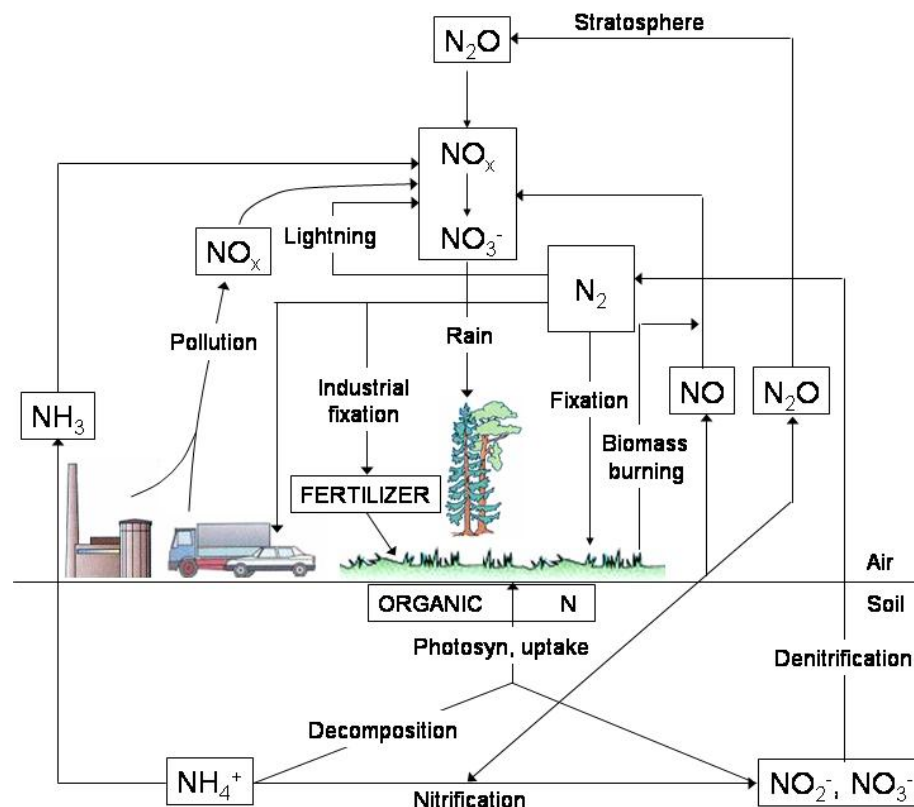 Stratosphere
N₂O
NOₓ
NO₃⁻
Lightning
NOₓ
N₂
Pollution
Rain
Industrial
fixation
Fixation
NO
N₂O
NH₃
Biomass
burning
FERTILIZER
Air
ORGANIC N
Soil
Photosyn, uptake
Denitrification
Decomposition
NH₄⁺
Nitrification
NO₂⁻, NO₃⁻